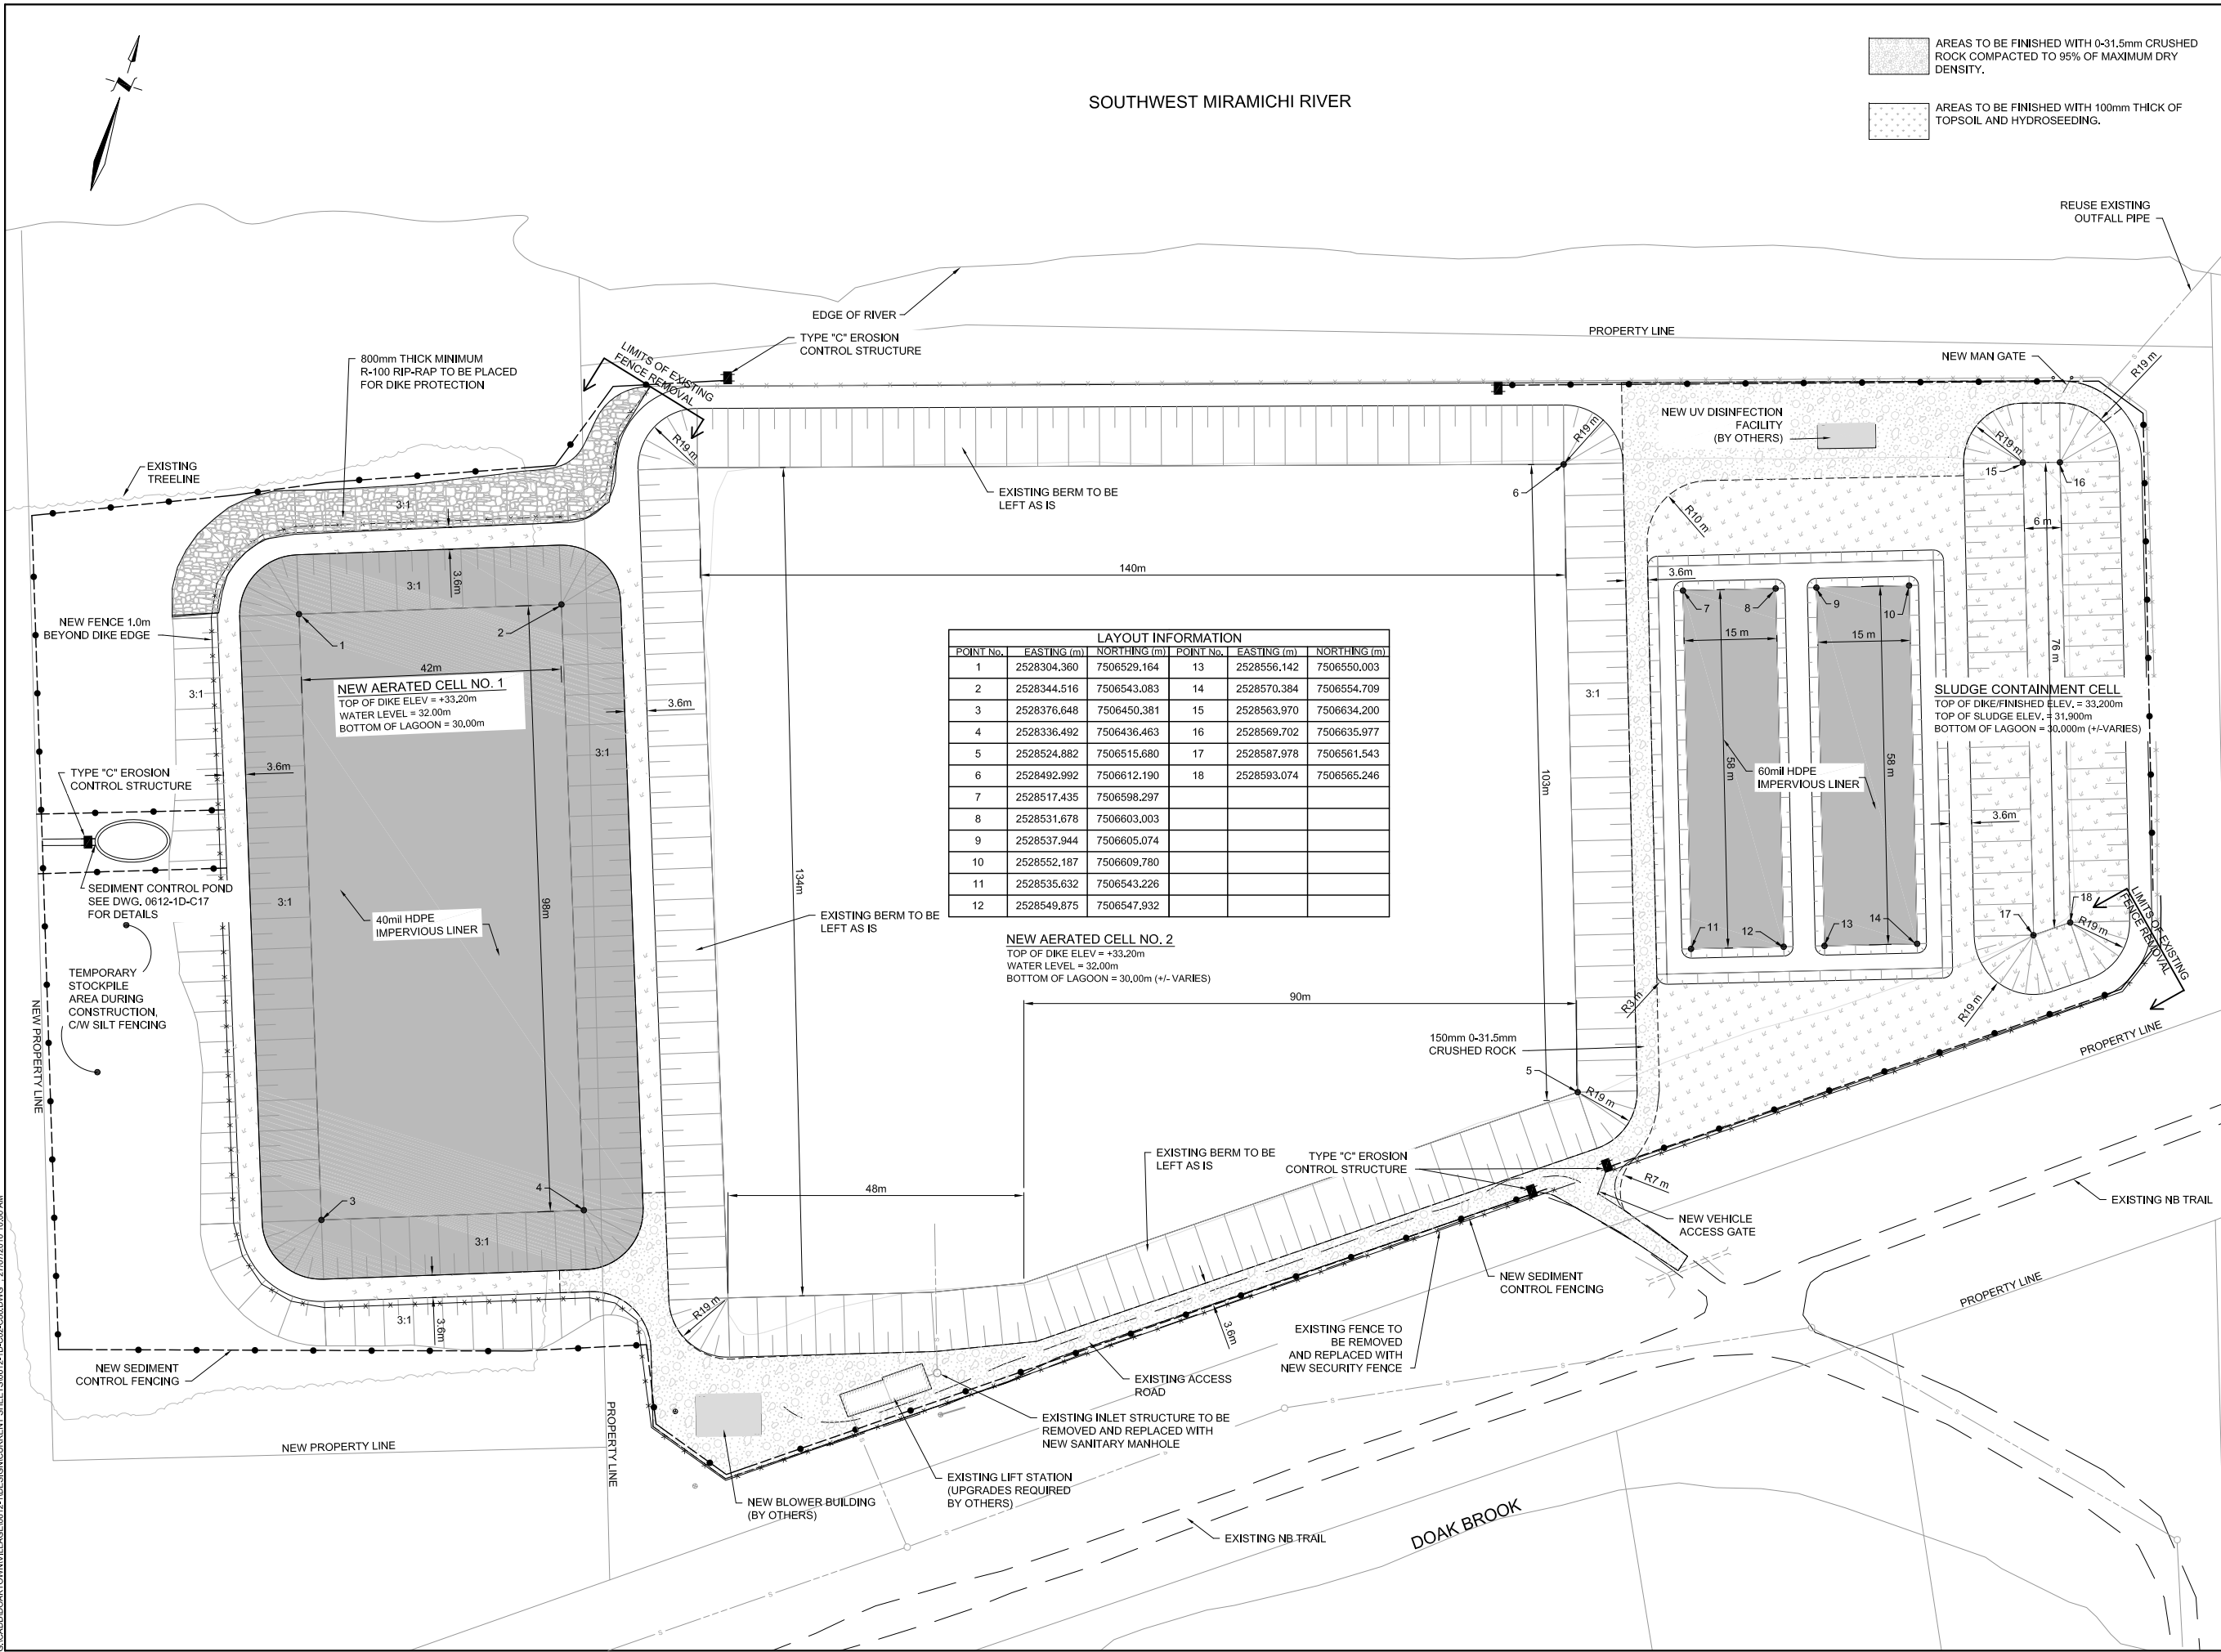 AREAS TO BE FINISHED WITH 0-31.5mm CRUSHED
ROCK COMPACTED TO 95% OF MAXIMUM DRY
DENSITY.
AREAS TO BE FINISHED WITH 100mm THICK OF
TOPSOIL AND HYDROSEEDING.
SOUTHWEST MIRAMICHI RIVER
REUSE EXISTING
OUTFALL PIPE
EDGE OF RIVER
PROPERTY LINE
TYPE "C" EROSION
CONTROL STRUCTURE
LIMITS OF EXISTING
FENCE REMOVAL
800mm THICK MINIMUM
R-100 RIP-RAP TO BE PLACED
FOR DIKE PROTECTION
NEW MAN GATE
R19 m
NEW UV DISINFECTION
FACILITY
(BY OTHERS)
R19 m
R19 m
R19 m
EXISTING
TREELINE
3:1
EXISTING BERM TO BE
LEFT AS IS
6
15
16
R10 m
6 m
140m
3:1
3.6m
3.6m
NEW FENCE 1.0m
BEYOND DIKE EDGE
1
2
7
8
9
10
15 m
15 m
76 m
42m
NEW AERATED CELL NO. 1
TOP OF DIKE ELEV = +33.20m
WATER LEVEL = 32.00m
BOTTOM OF LAGOON = 30.00m
3:1
3.6m
3:1
3.6m
3:1
LAYOUT INFORMATION
POINT No. EASTING (m) NORTHING (m) POINT No. EASTING (m) NORTHING (m)
1 2528304.360 7506529.164 13 2528556.142 7506550.003
2 2528344.516 7506543.083 14 2528570.384 7506554.709
3 2528376.648 7506450.381 15 2528563.970 7506634.200
4 2528336.492 7506436.463 16 2528569.702 7506635.977
5 2528524.882 7506515.680 17 2528587.978 7506561.543
6 2528492.992 7506612.190 18 2528593.074 7506565.246
7 2528517.435 7506598.297
8 2528531.678 7506603.003
9 2528537.944 7506605.074
10 2528552.187 7506609.780
11 2528535.632 7506543.226
12 2528549.875 7506547.932
SLUDGE CONTAINMENT CELL
TOP OF DIKE/FINISHED ELEV. = 33.200m
TOP OF SLUDGE ELEV. = 31.900m
BOTTOM OF LAGOON = 30.000m (+/-VARIES)
60mil HDPE
IMPERVIOUS LINER
58 m
58 m
103m
3.6m
TYPE "C" EROSION
CONTROL STRUCTURE
SEDIMENT CONTROL POND
SEE DWG. 0612-1D-C17
FOR DETAILS
3:1
40mil HDPE
IMPERVIOUS LINER
98m
134m
EXISTING BERM TO BE
LEFT AS IS
NEW AERATED CELL NO. 2
TOP OF DIKE ELEV = +33.20m
WATER LEVEL = 32.00m
BOTTOM OF LAGOON = 30.00m (+/- VARIES)
11
12
13
14
17
18
R19 m
LIMITS OF EXISTING
FENCE REMOVAL
TEMPORARY
STOCKPILE
AREA DURING
CONSTRUCTION,
C/W SILT FENCING
NEW PROPERTY LINE
90m
R3 m
R19 m
150mm 0-31.5mm
CRUSHED ROCK
5
R19 m
PROPERTY LINE
EXISTING BERM TO BE
LEFT AS IS
TYPE "C" EROSION
CONTROL STRUCTURE
R7 m
48m
3
4
3:1
EXISTING NB TRAIL
NEW VEHICLE
ACCESS GATE
NEW SEDIMENT
CONTROL FENCING
PROPERTY LINE
R19 m
3:1
3.6m
3.6m
EXISTING FENCE TO
BE REMOVED
AND REPLACED WITH
NEW SECURITY FENCE
NEW SEDIMENT
CONTROL FENCING
EXISTING ACCESS
ROAD
EXISTING INLET STRUCTURE TO BE
REMOVED AND REPLACED WITH
NEW SANITARY MANHOLE
PROPERTY LINE
NEW PROPERTY LINE
EXISTING LIFT STATION
(UPGRADES REQUIRED
BY OTHERS)
NEW BLOWER BUILDING
(BY OTHERS)
EXISTING NB TRAIL
DOAK BROOK